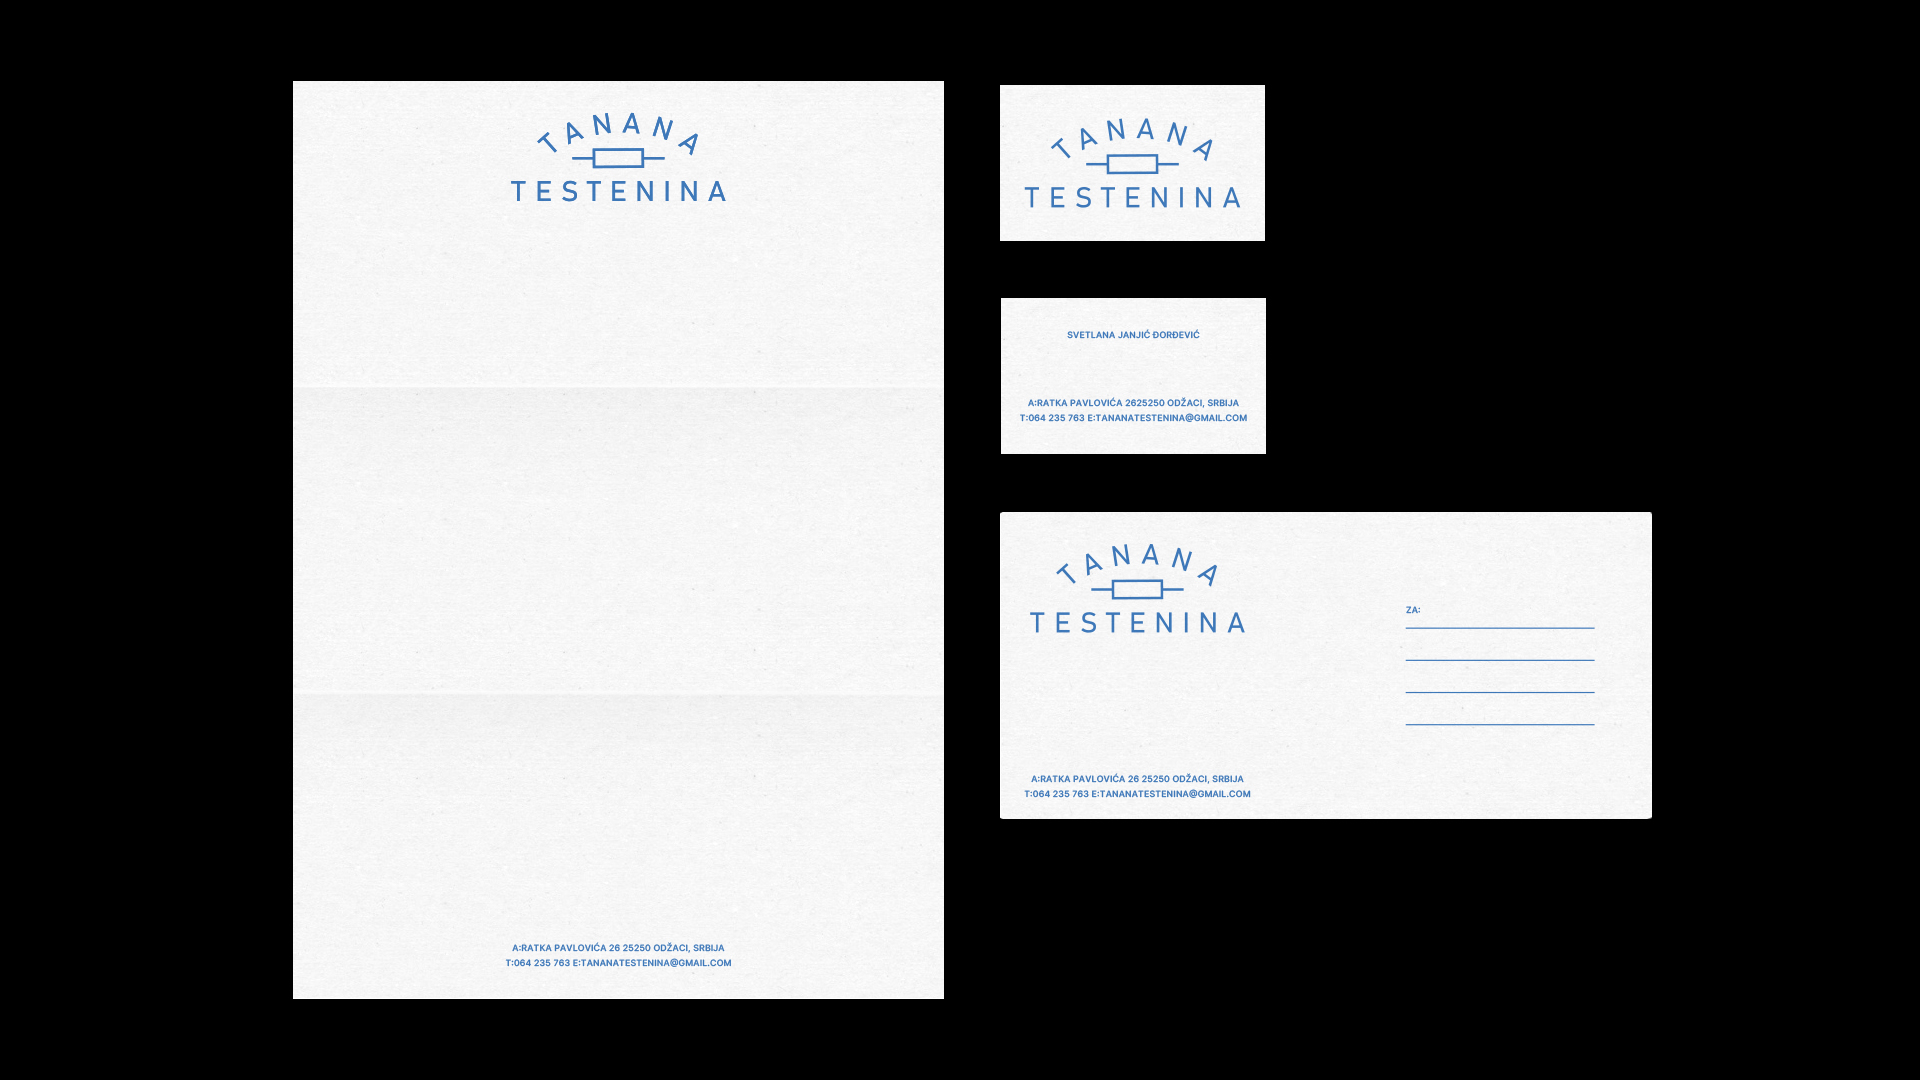 TANANA
TESTENINA
A:RATKA PAVLOVIĆA 26 25250 ODŽACI, SRBIJA
T:064 235 763 E:TANANATESTENINA@GMAIL.COM
TANANA
TESTENINA
SVETLANA JANJIĆ ĐORĐEVIĆ
A:RATKA PAVLOVIĆA 2625250 ODŽACI, SRBIJA
T:064 235 763 E:TANANATESTENINA@GMAIL.COM
TANANA
TESTENINA
ZA:
A:RATKA PAVLOVIĆA 26 25250 ODŽACI, SRBIJA
T:064 235 763 E:TANANATESTENINA@GMAIL.COM